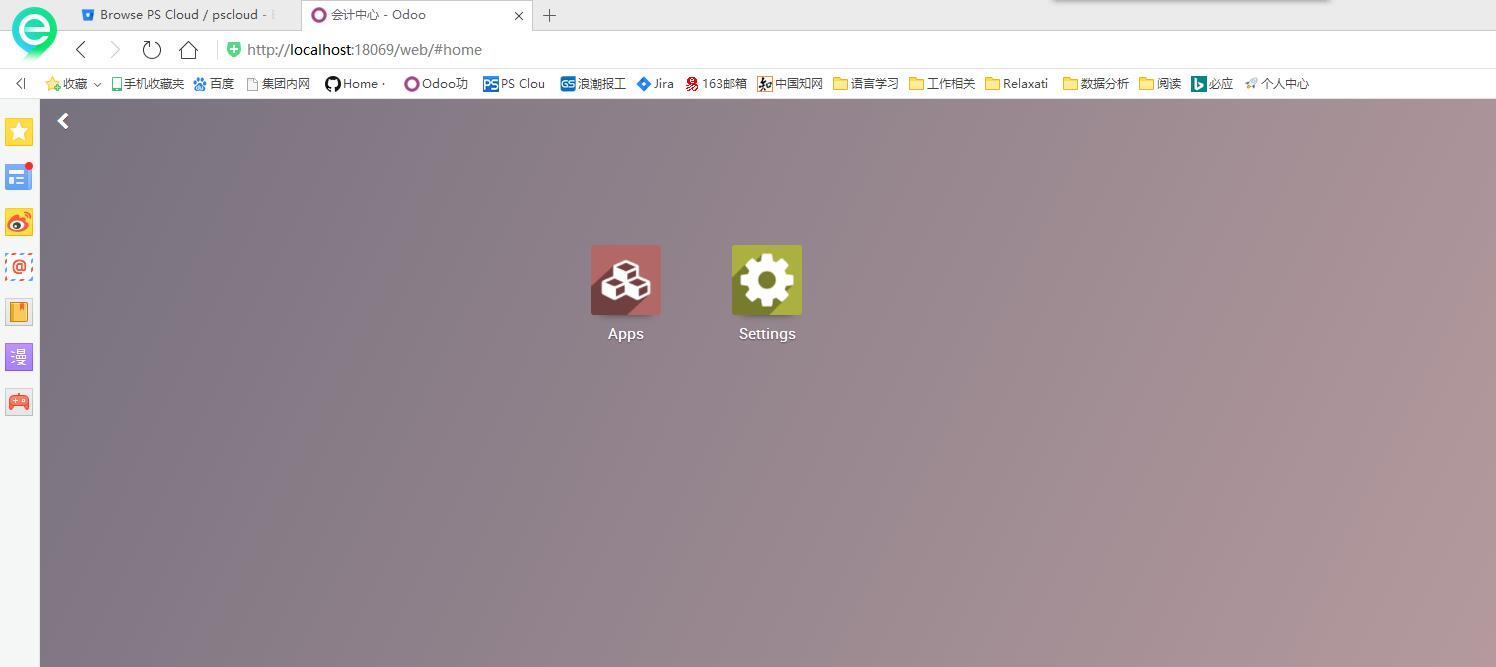 Browse PS Cloud / pscloud -
会计中心 - Odoo
http://localhost:18069/web/#home
收藏
手机收藏夹
百度
集团内网
Home ·
Odoo功
PS PS Clou
GS 浪潮报工
Jira
163邮箱
中国知网
语言学习
工作相关
Relaxati
数据分析
阅读
必应
个人中心
@
漫
Apps
Settings